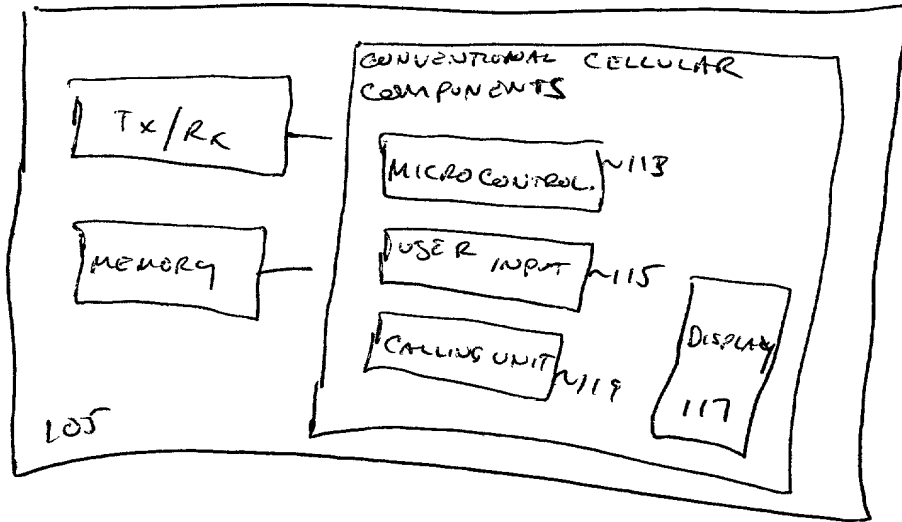 CONVENTIONAL CELLULAR
COMPONENTS
Tx/Rx
MICROCONTROL.
113
MEMORY
USER INPUT
115
CALLING UNIT
119
DISPLAY
117
105